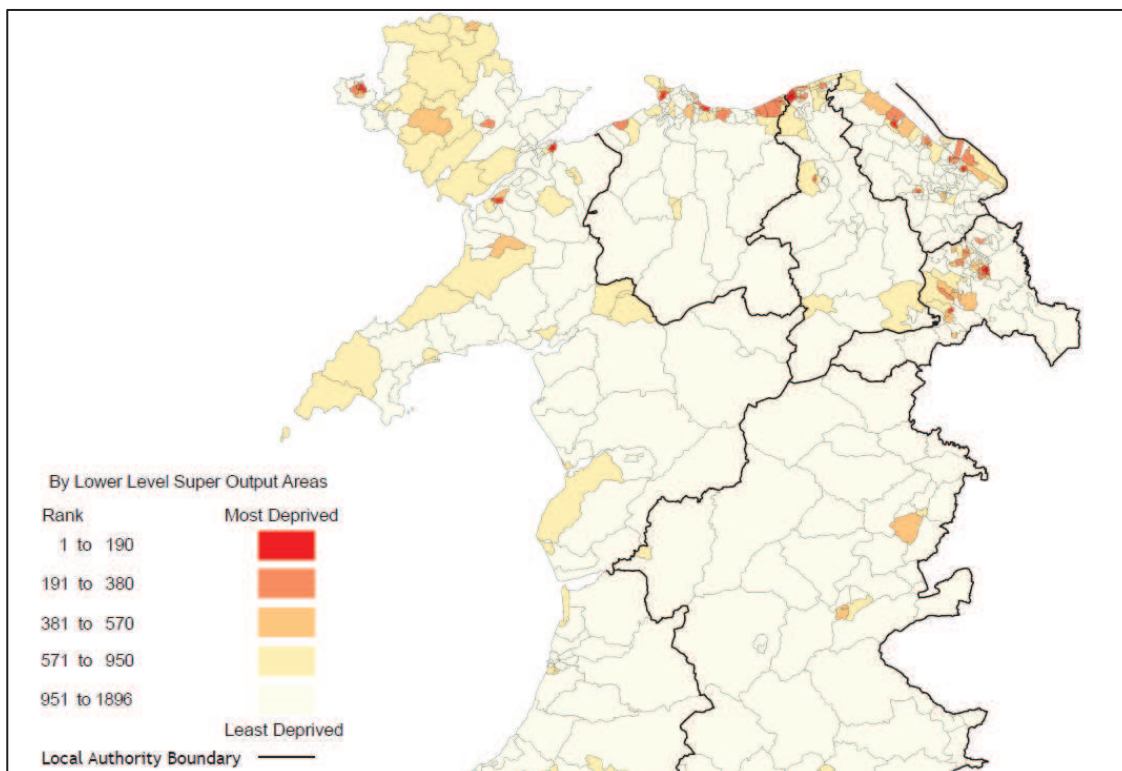 By Lower Level Super Output Areas
Rank Most Deprived
1 to 190
191 to 380
381 to 570
571 to 950
951 to 1896
Least Deprived
Local Authority Boundary